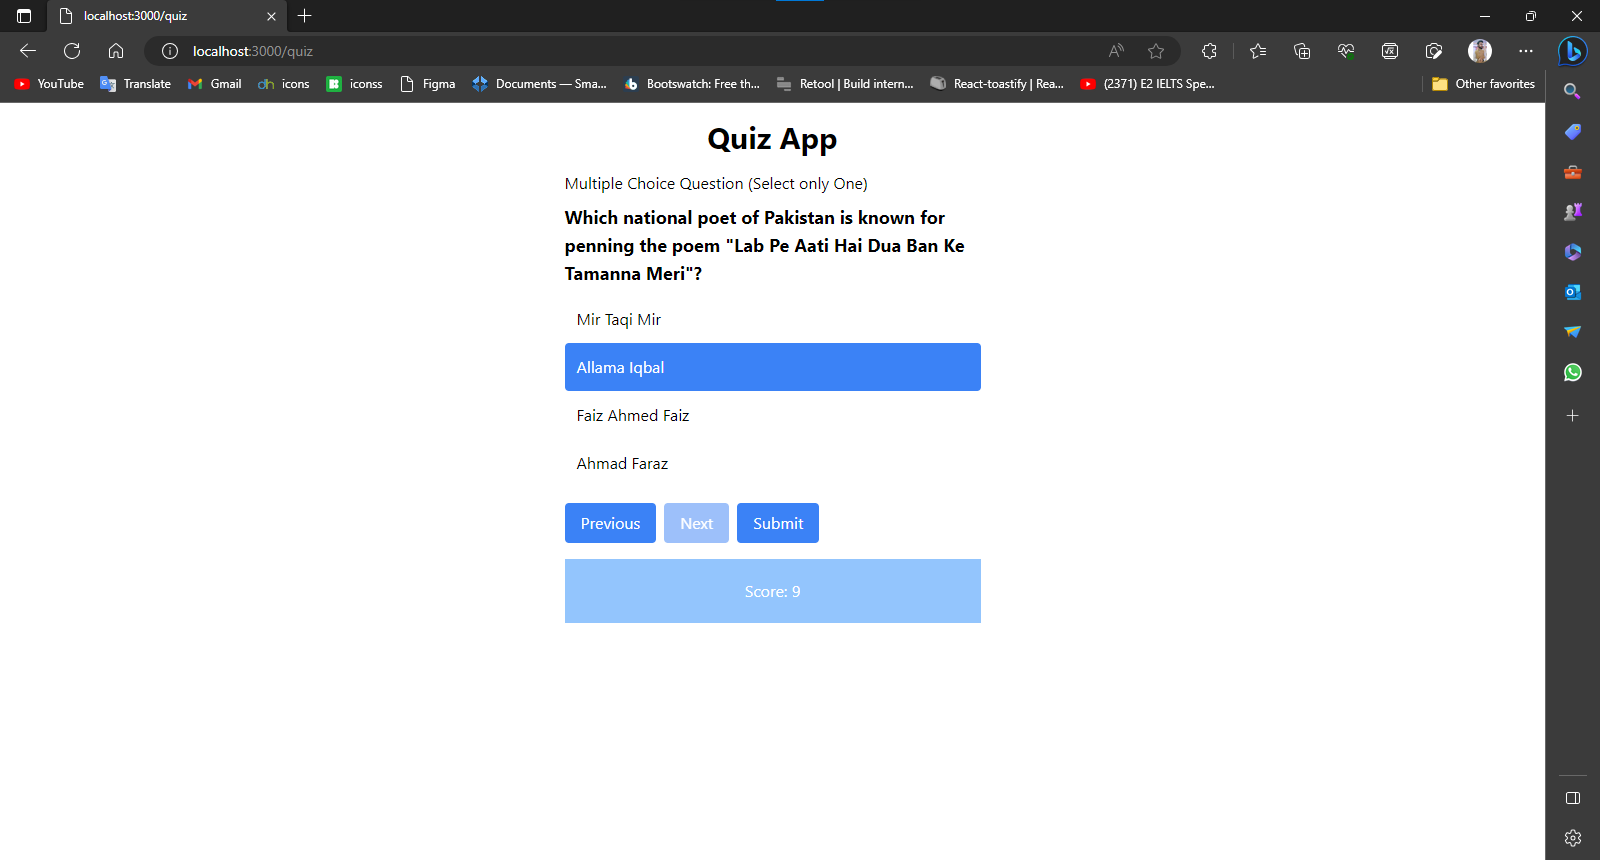 localhost:3000/quiz
localhost:3000/quiz
YouTube Translate Gmail icons iconss Figma Documents — Sma... Bootswatch: Free th... Retool | Build intern... React-toastify | Rea... (2371) E2 IELTS Spe... Other favorites
Quiz App
Multiple Choice Question (Select only One)
Which national poet of Pakistan is known for
penning the poem "Lab Pe Aati Hai Dua Ban Ke
Tamanna Meri"?
Mir Taqi Mir
Allama Iqbal
Faiz Ahmed Faiz
Ahmad Faraz
Previous Next Submit
Score: 9